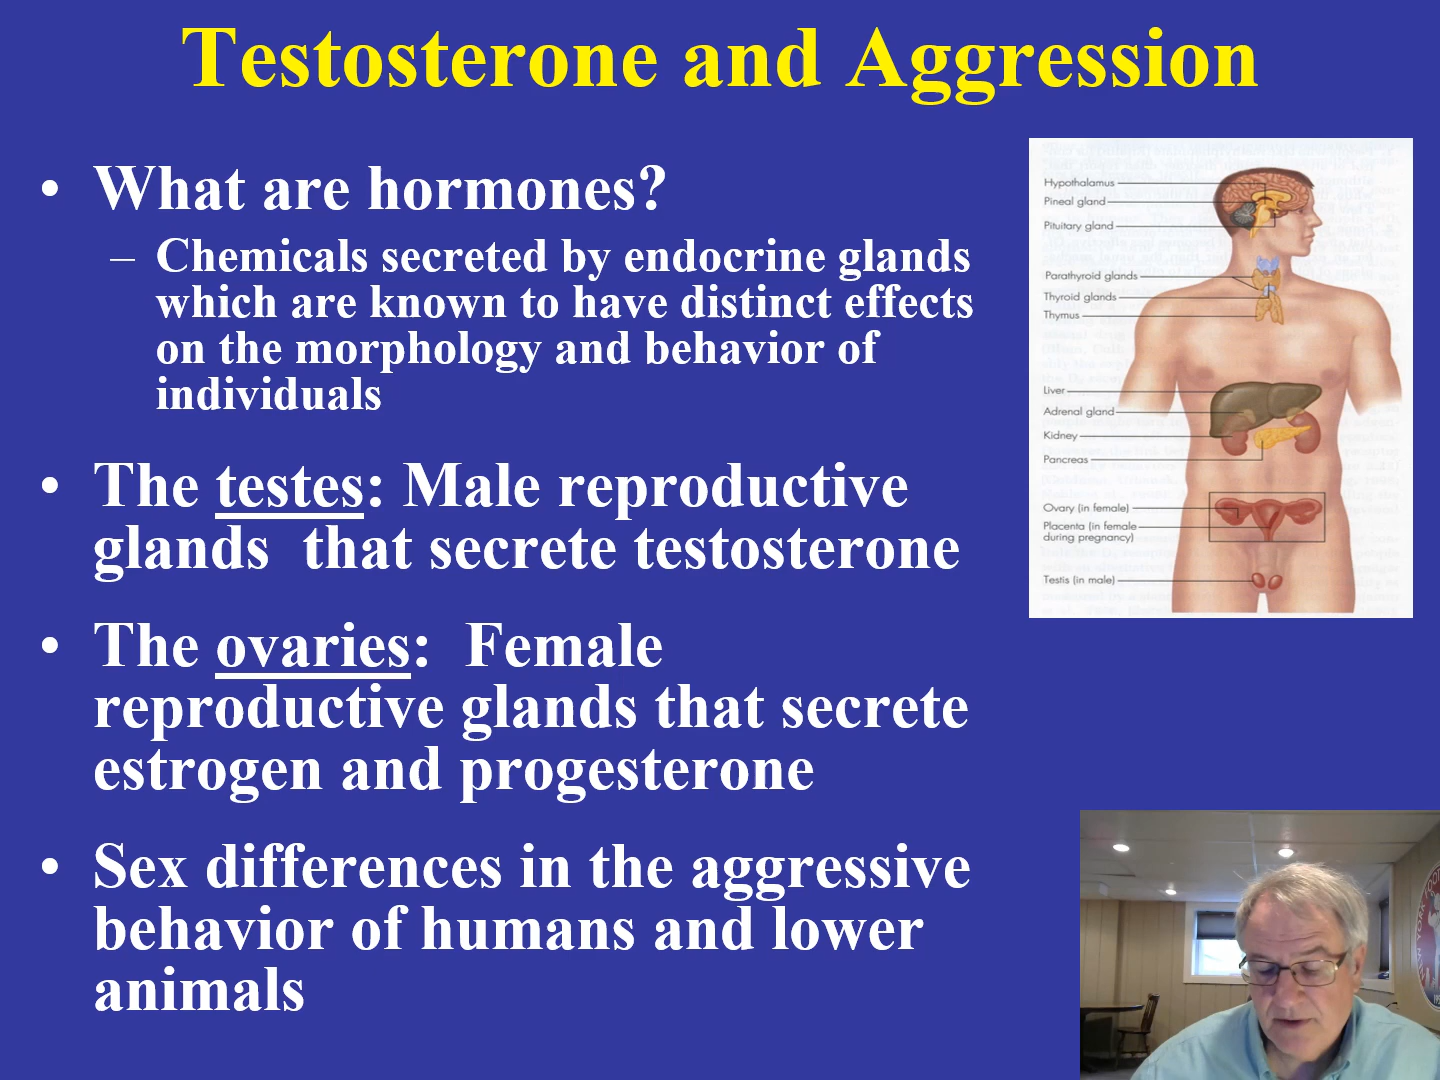 Testosterone and Aggression
• What are hormones?
– Chemicals secreted by endocrine glands
which are known to have distinct effects
on the morphology and behavior of
individuals
• The testes: Male reproductive
glands that secrete testosterone
• The ovaries: Female
reproductive glands that secrete
estrogen and progesterone
• Sex differences in the aggressive
behavior of humans and lower
animals
Hypothalamus
Pineal gland
Pituitary gland
Parathyroid glands
Thyroid glands
Thymus
Liver
Adrenal gland
Kidney
Pancreas
Ovary (in female)
Placenta (in female
during pregnancy)
Testis (in male)